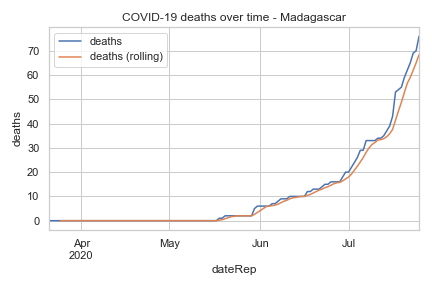 COVID-19 deaths over time - Madagascar
deaths
deaths (rolling)
70
60
50
40
30
20
10
0
deaths
Apr
2020
May
Jun
Jul
dateRep